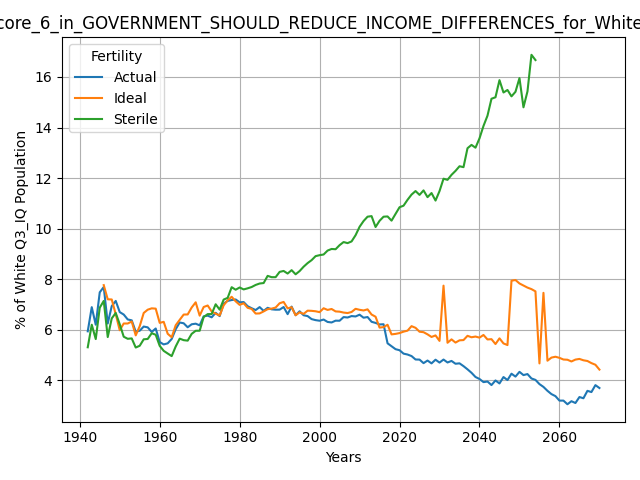 core_6_in_GOVERNMENT_SHOULD_REDUCE_INCOME_DIFFERENCES_for_White
Fertility
Actual
Ideal
Sterile
% of White Q3_IQ Population
16
14
12
10
8
6
4
1940 1960 1980 2000 2020 2040 2060
Years